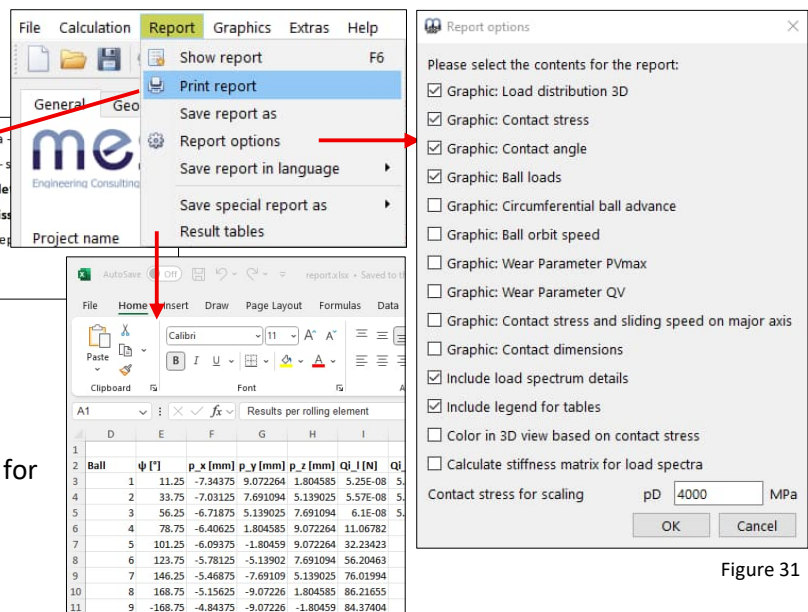 File Calculation Report Graphics Extras Help
Show report F6
Print report
Save report as
Report options
Save report in language
Save special report as
Result tables
General Geo
mes
Engineering Consulting
Project name
for
AutoSave Off report.xlsx - Saved to th
File Home Insert Draw Page Layout Formulas Data
Paste
Calibri 11
B I U
Clipboard Font
A1 fx Results per rolling element
D E F G H I
1
2 Ball ψ [°] p_x [mm] p_y [mm] p_z [mm] Qi_l [N] Qi_
3 1 11.25 -7.34375 9.072264 1.804585 5.25E-08 5.
4 2 33.75 -7.03125 7.691094 5.139025 5.57E-08 5.
5 3 56.25 -6.71875 5.139025 7.691094 6.1E-08 5.
6 4 78.75 -6.40625 1.804585 9.072264 11.06782
7 5 101.25 -6.09375 -1.80459 9.072264 32.23423
8 6 123.75 -5.78125 -5.13902 7.691094 56.20463
9 7 146.25 -5.46875 -7.69109 5.139025 76.01994
10 8 168.75 -5.15625 -9.07226 1.804585 86.21655
11 9 -168.75 -4.84375 -9.07226 -1.80459 84.37404
Report options
Please select the contents for the report:
Graphic: Load distribution 3D
Graphic: Contact stress
Graphic: Contact angle
Graphic: Ball loads
Graphic: Circumferential ball advance
Graphic: Ball orbit speed
Graphic: Wear Parameter PVmax
Graphic: Wear Parameter QV
Graphic: Contact stress and sliding speed on major axis
Graphic: Contact dimensions
Include load spectrum details
Include legend for tables
Color in 3D view based on contact stress
Calculate stiffness matrix for load spectra
Contact stress for scaling pD 4000 MPa
OK Cancel
Figure 31